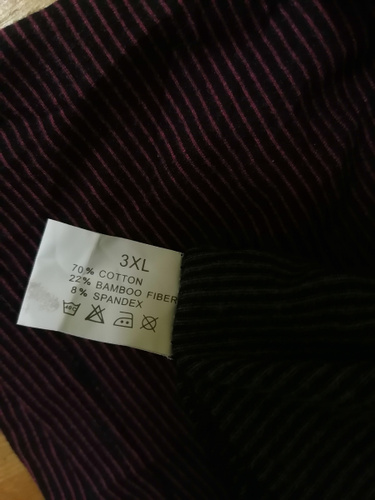 3XL
70% COTTON
22% BAMBOO FIBER
8% SPANDEX